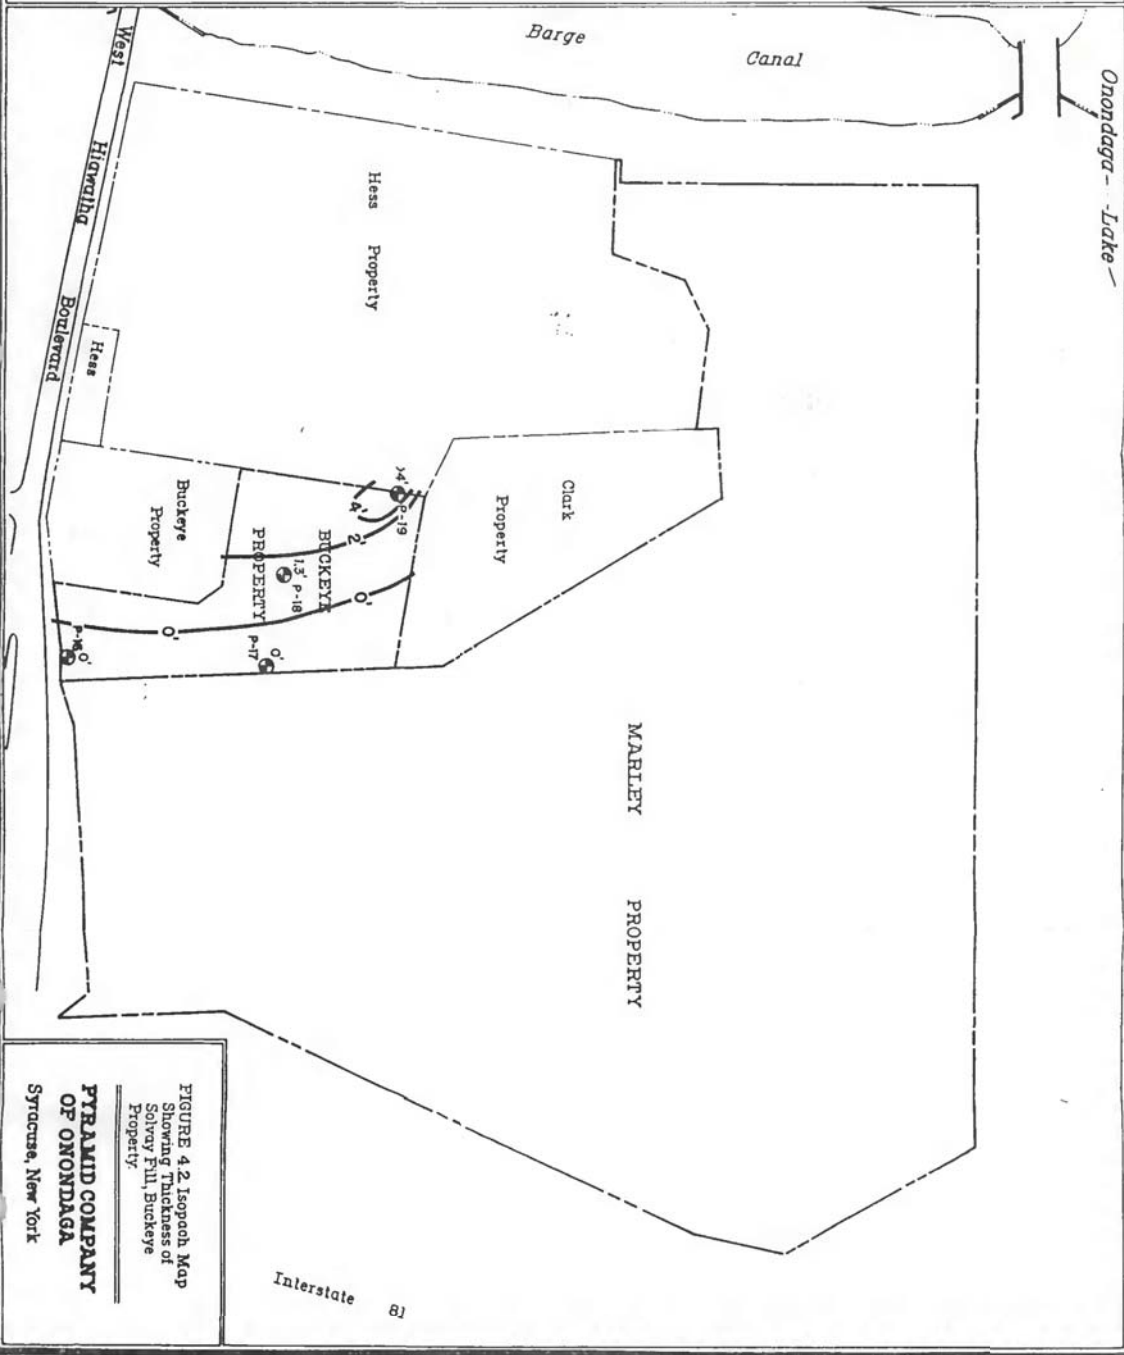 Onondaga - - Lake
Barge
Canal
West Hiawatha Boulevard
Hess Property
Hess
Clark
Property
Buckeye
Property
BUCKEYE
PROPERTY
>4'
P-19
4'
2'
1.3'
P-18
0'
0'
0'
P-17
0'
MARLEY PROPERTY
Interstate 81
FIGURE 4.2 Isopach Map
Showing Thickness of
Solvay Fill, Buckeye
Property.
PYRAMID COMPANY
OF ONONDAGA
Syracuse, New York